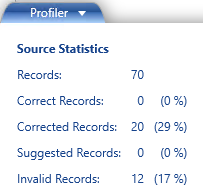 Profiler
Source Statistics
Records: 70
Correct Records: 0 (0 %)
Corrected Records: 20 (29 %)
Suggested Records: 0 (0 %)
Invalid Records: 12 (17 %)